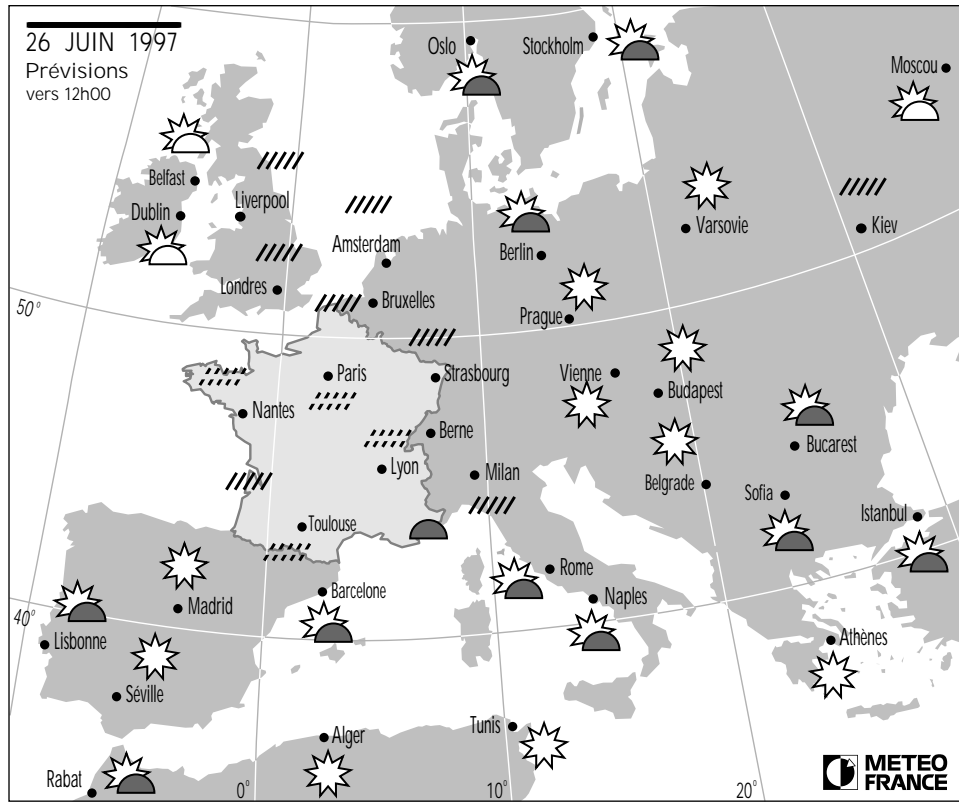 26 JUIN 1997
Prévisions
vers 12h00
Oslo
Stockholm
Moscou
Belfast
Dublin
Liverpool
Amsterdam
Berlin
Varsovie
Kiev
Londres
Bruxelles
50°
Prague
Paris
Strasbourg
Vienne
Budapest
Nantes
Berne
Bucarest
Lyon
Milan
Belgrade
Sofia
Istanbul
Toulouse
Rome
Barcelone
Naples
Madrid
40°
Lisbonne
Athènes
Séville
Tunis
Alger
Rabat
0°
10°
20°
METEO
FRANCE